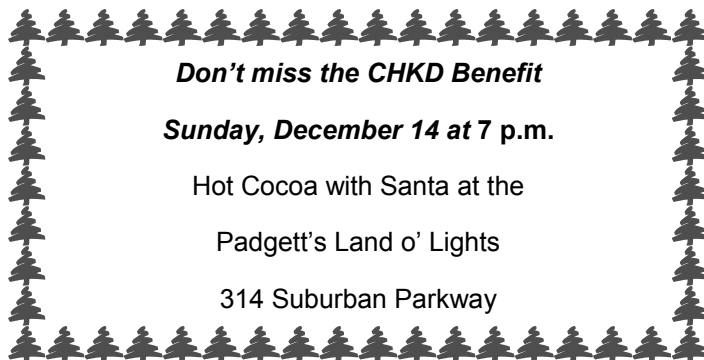 Don’t miss the CHKD Benefit
Sunday, December 14 at 7 p.m.
Hot Cocoa with Santa at the
Padgett’s Land o’ Lights
314 Suburban Parkway